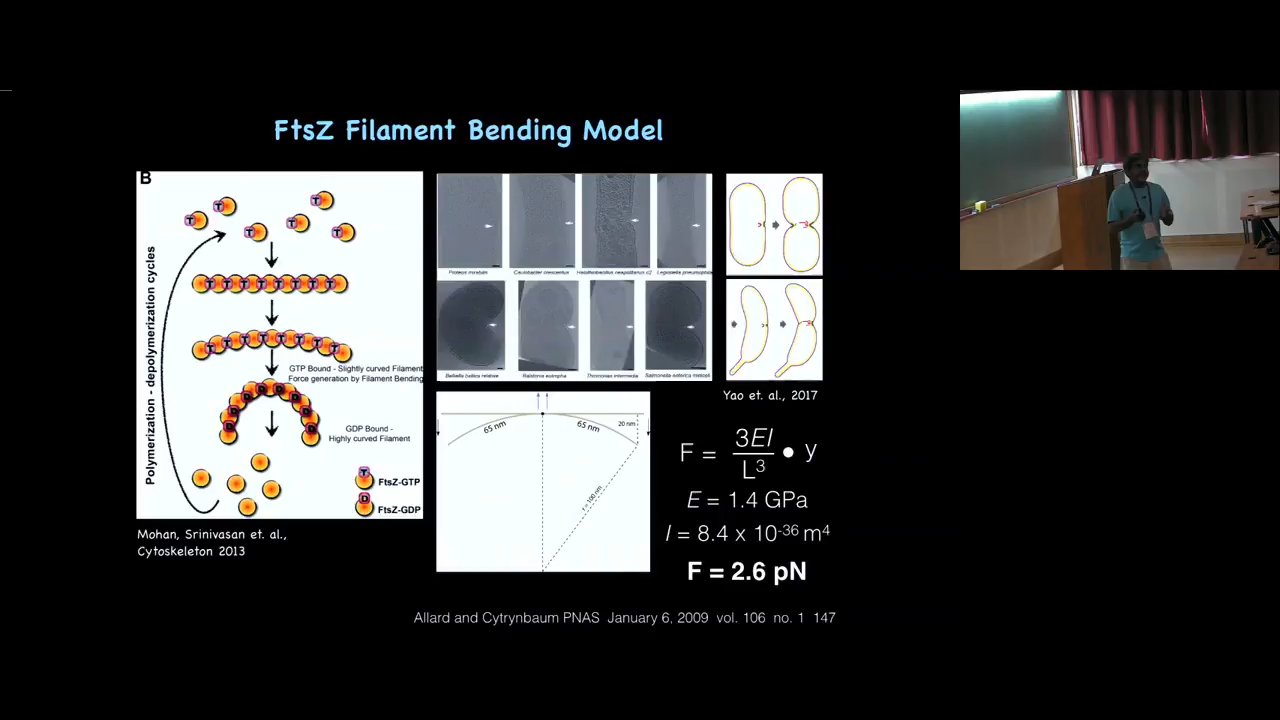 FtsZ Filament Bending Model
B
Polymerization - depolymerization cycles
T
T
T
T
T
T
T T T T T T T T
T T T T T T T T
GTP Bound - Slightly curved Filament
Force generation by Filament Bending
D D D D D D D D
GDP Bound -
Highly curved Filament
T FtsZ-GTP
D FtsZ-GDP
Mohan, Srinivasan et. al.,
Cytoskeleton 2013
65 nm
65 nm
20 nm
r = 100 nm
Yao et. al., 2017
F = 3EI / L³ • y
E = 1.4 GPa
I = 8.4 x 10⁻³⁶ m⁴
F = 2.6 pN
Allard and Cytrynbaum PNAS January 6, 2009 vol. 106 no. 1 147